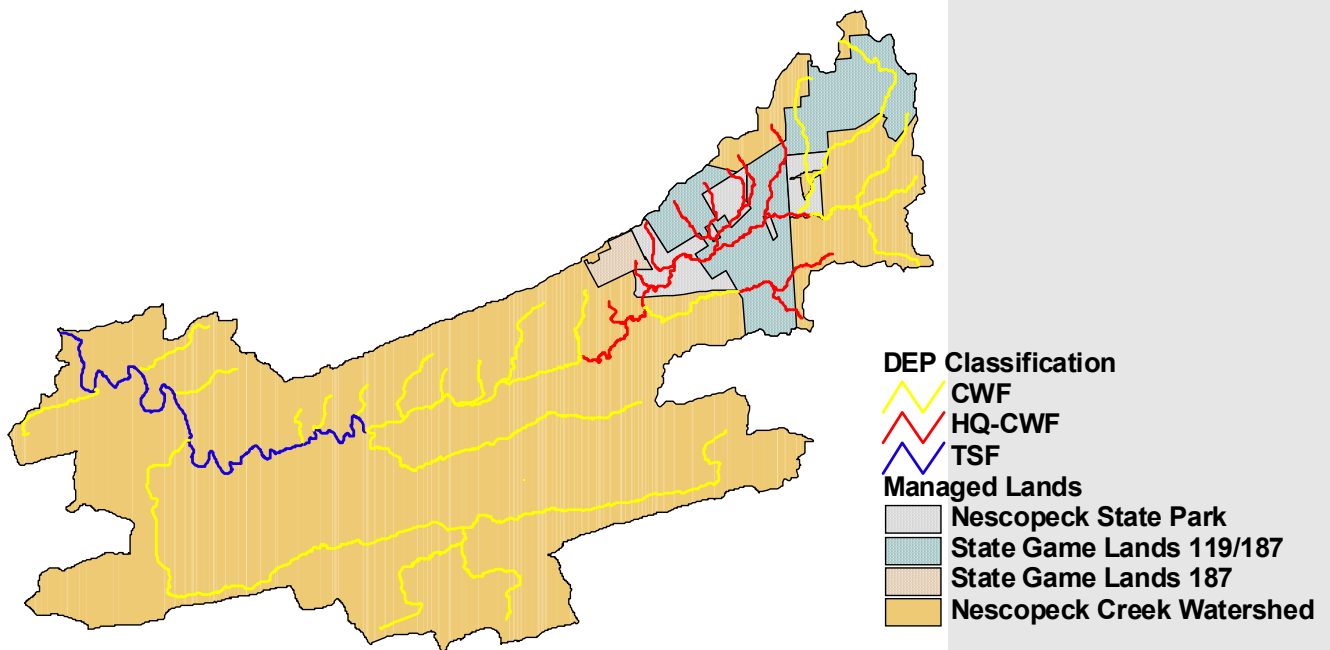 DEP Classification
CWF
HQ-CWF
TSF
Managed Lands
Nescopeck State Park
State Game Lands 119/187
State Game Lands 187
Nescopeck Creek Watershed